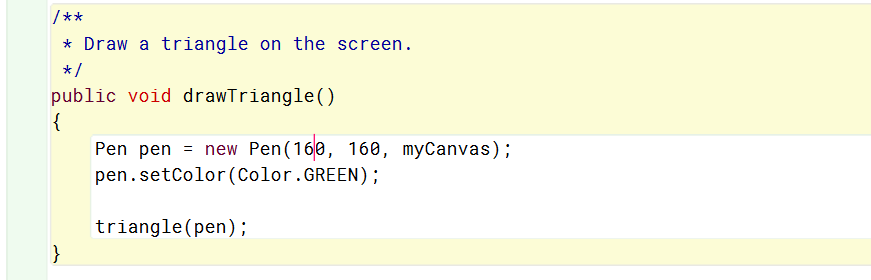 /**
 * Draw a triangle on the screen.
 */
public void drawTriangle()
{
    Pen pen = new Pen(160, 160, myCanvas);
    pen.setColor(Color.GREEN);

    triangle(pen);
}